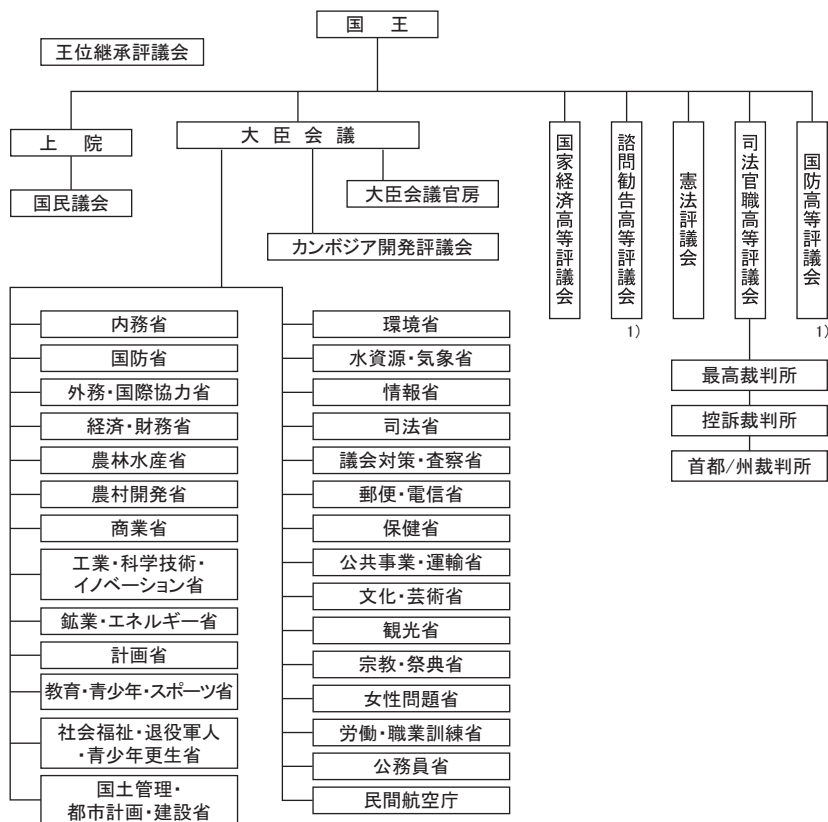 国王
王位継承評議会
上院
国民議会
大臣会議
大臣会議官房
カンボジア開発評議会
国家経済高等評議会
諮問勧告高等評議会
1)
憲法評議会
司法官職高等評議会
国防高等評議会
1)
最高裁判所
控訴裁判所
首都/州裁判所
内務省
国防省
外務・国際協力省
経済・財務省
農林水産省
農村開発省
商業省
工業・科学技術・
イノベーション省
鉱業・エネルギー省
計画省
教育・青少年・スポーツ省
社会福祉・退役軍人
・青少年更生省
国土管理・
都市計画・建設省
環境省
水資源・気象省
情報省
司法省
議会対策・査察省
郵便・電信省
保健省
公共事業・運輸省
文化・芸術省
観光省
宗教・祭典省
女性問題省
労働・職業訓練省
公務員省
民間航空庁